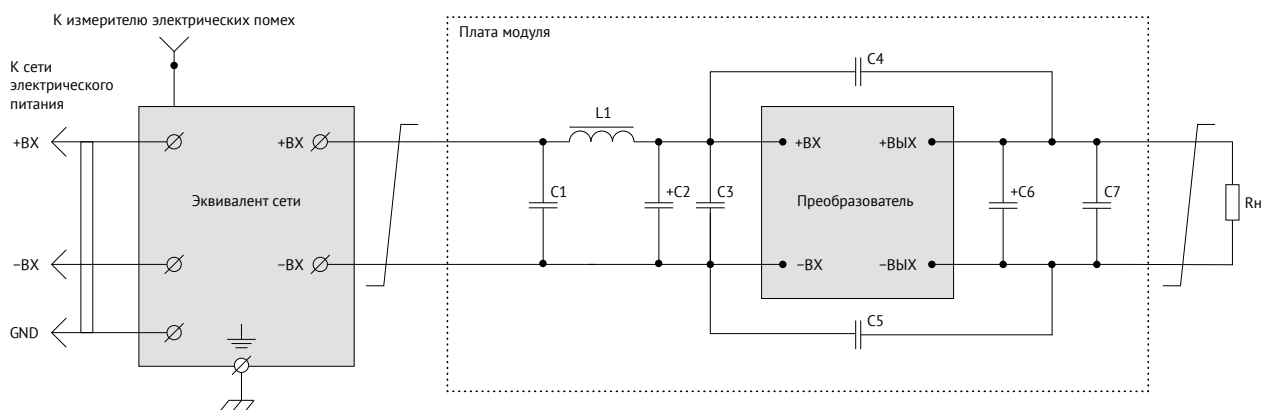 К измерителю электрических помех
Плата модуля
К сети
электрического
питания
C4
L1
+ВХ
+ВХ
+ВХ
+ВЫХ
C1
+C2
C3
+C6
C7
Эквивалент сети
Преобразователь
Rн
−ВХ
−ВХ
−ВХ
−ВЫХ
C5
GND